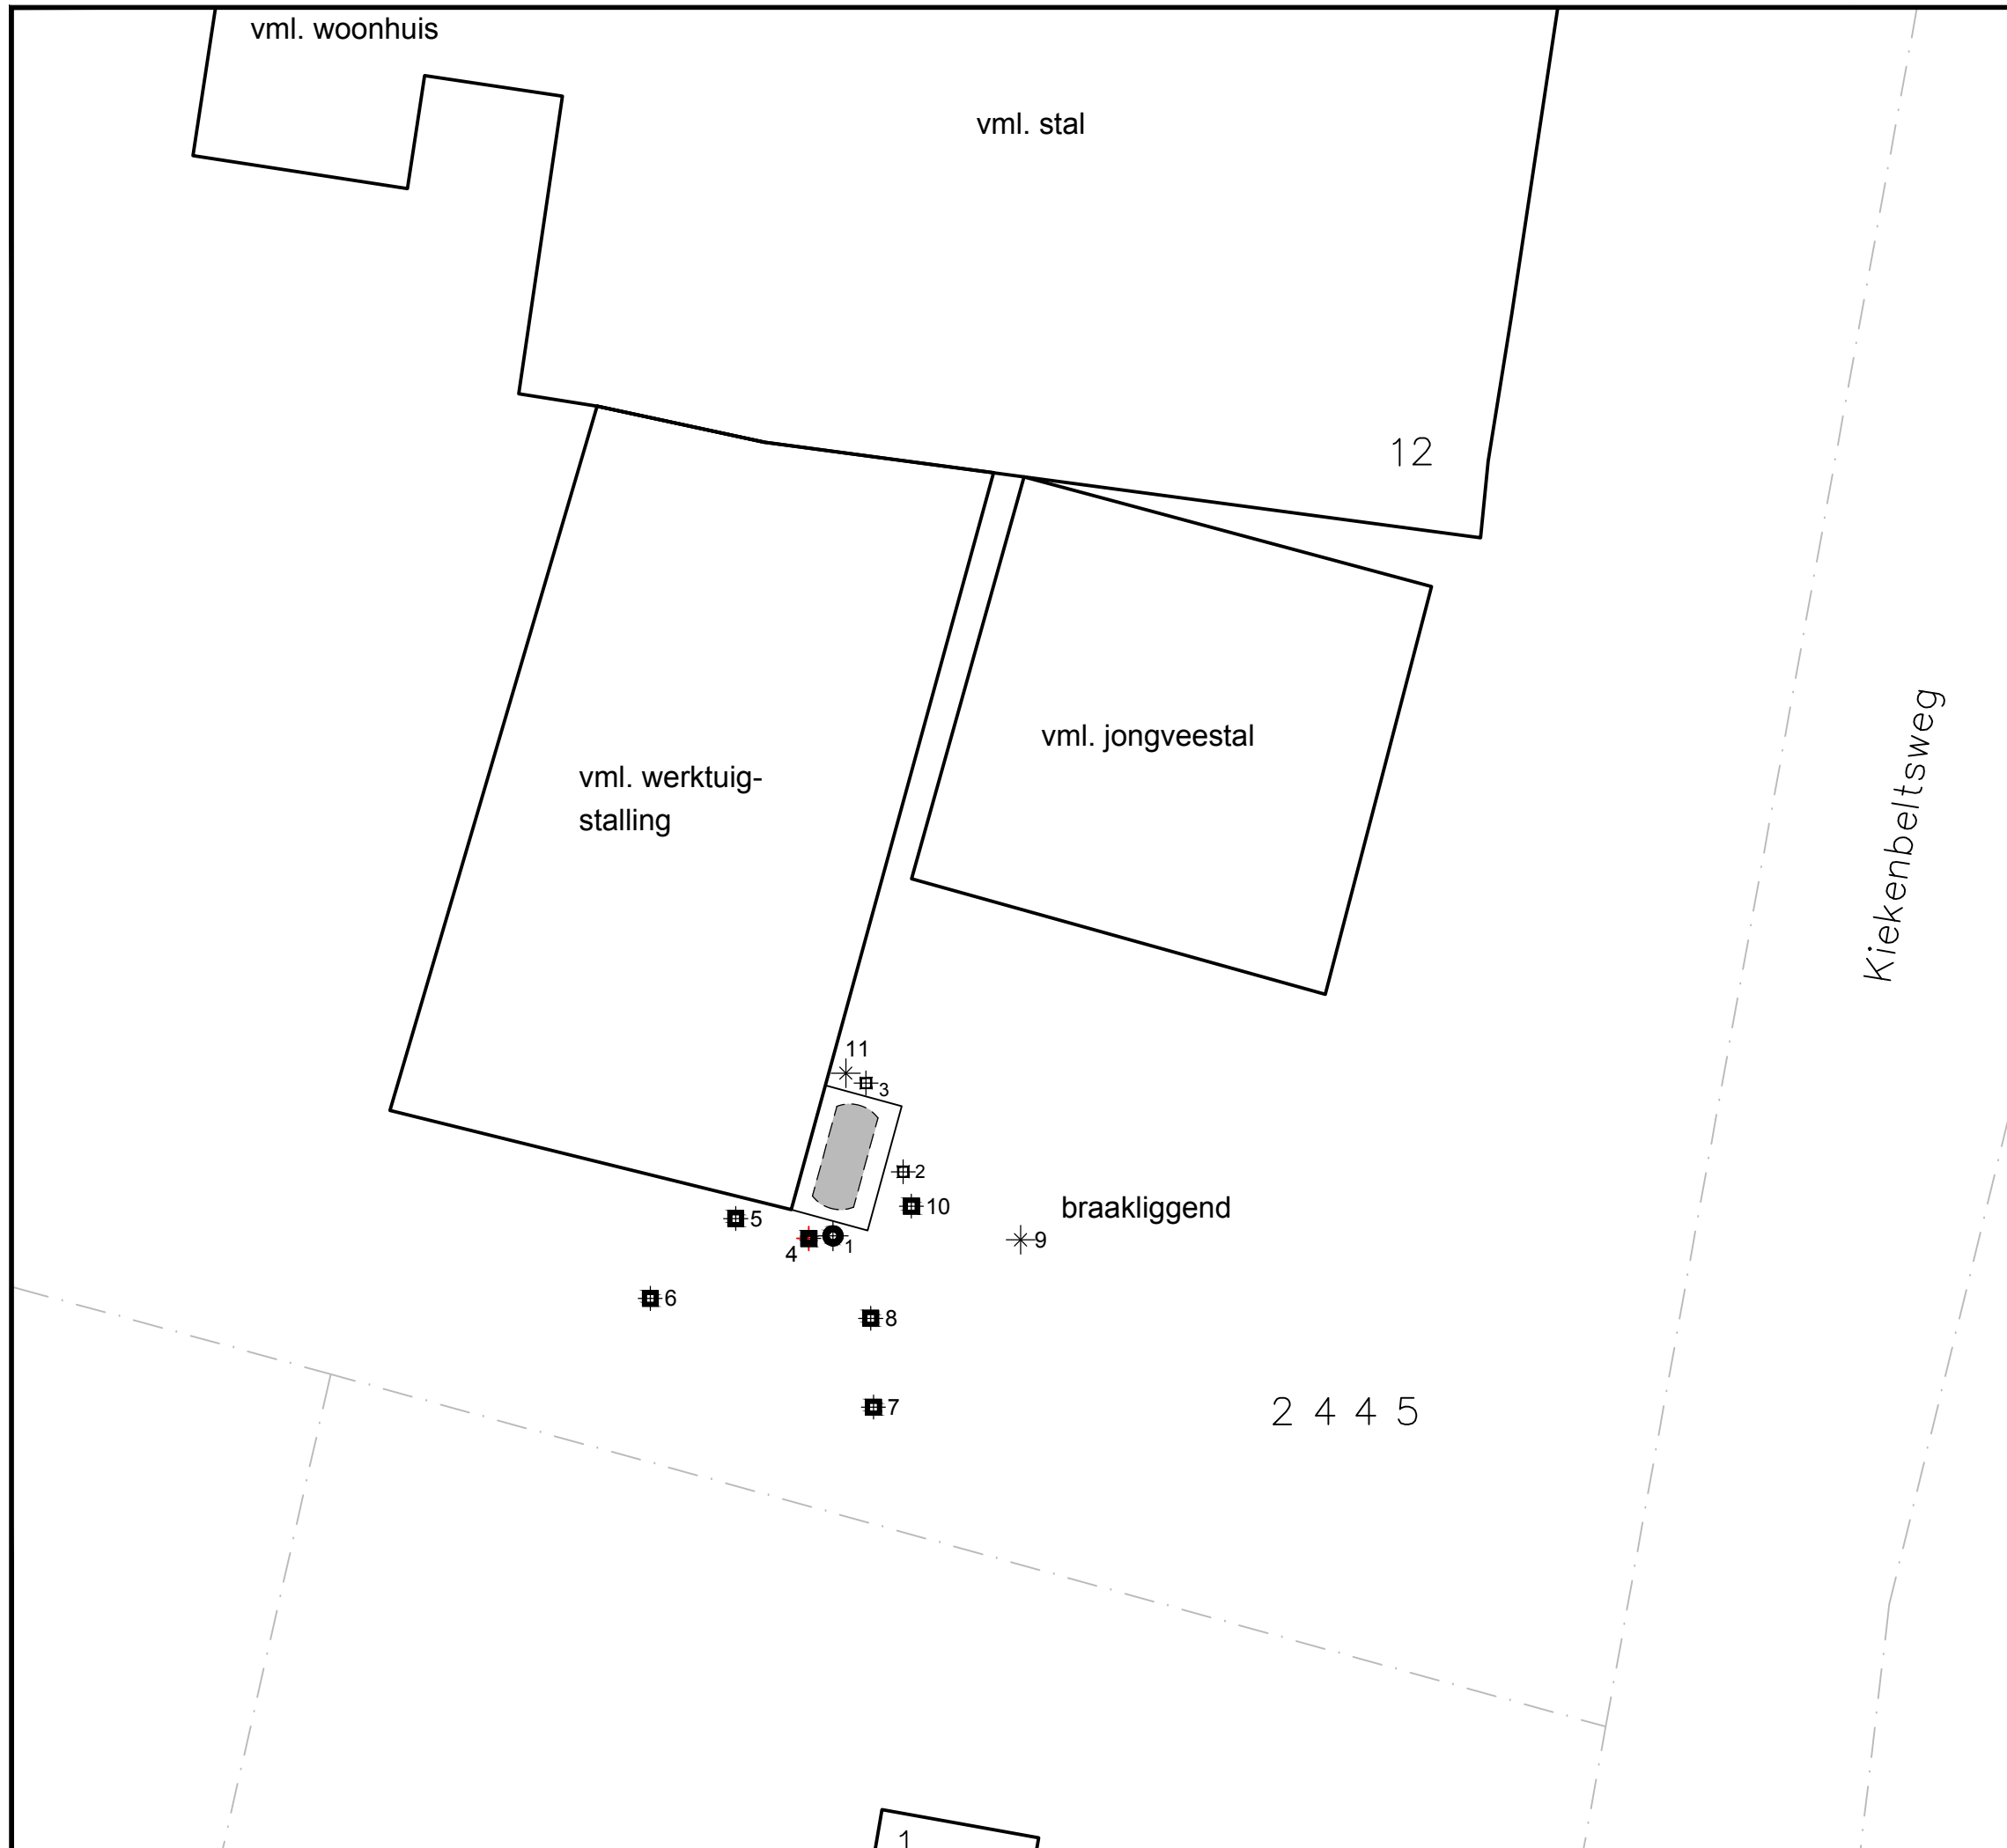 vml. woonhuis
vml. stal
12
vml. jongveestal
vml. werktuig-
stalling
Kiekenbeltsweg
11
3
2
10
braakliggend
5
4
1
9
6
8
7
2445
1